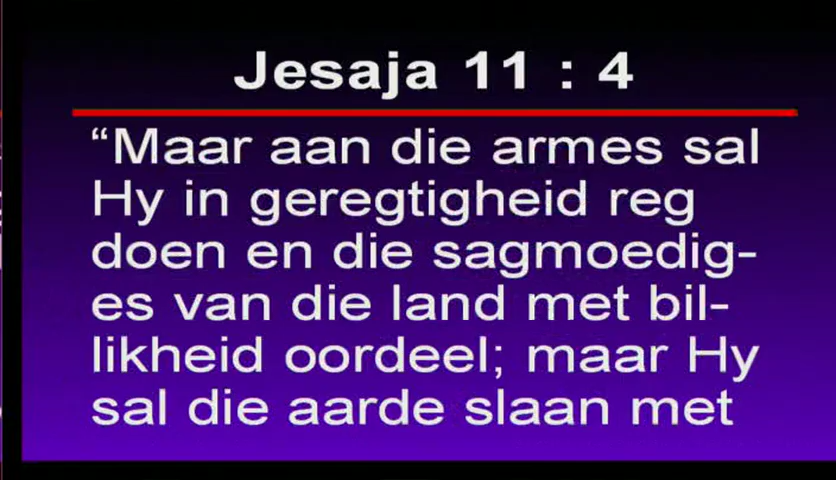 Jesaja 11 : 4
“Maar aan die armes sal
Hy in geregtigheid reg
doen en die sagmoedig-
es van die land met bil-
likheid oordeel; maar Hy
sal die aarde slaan met